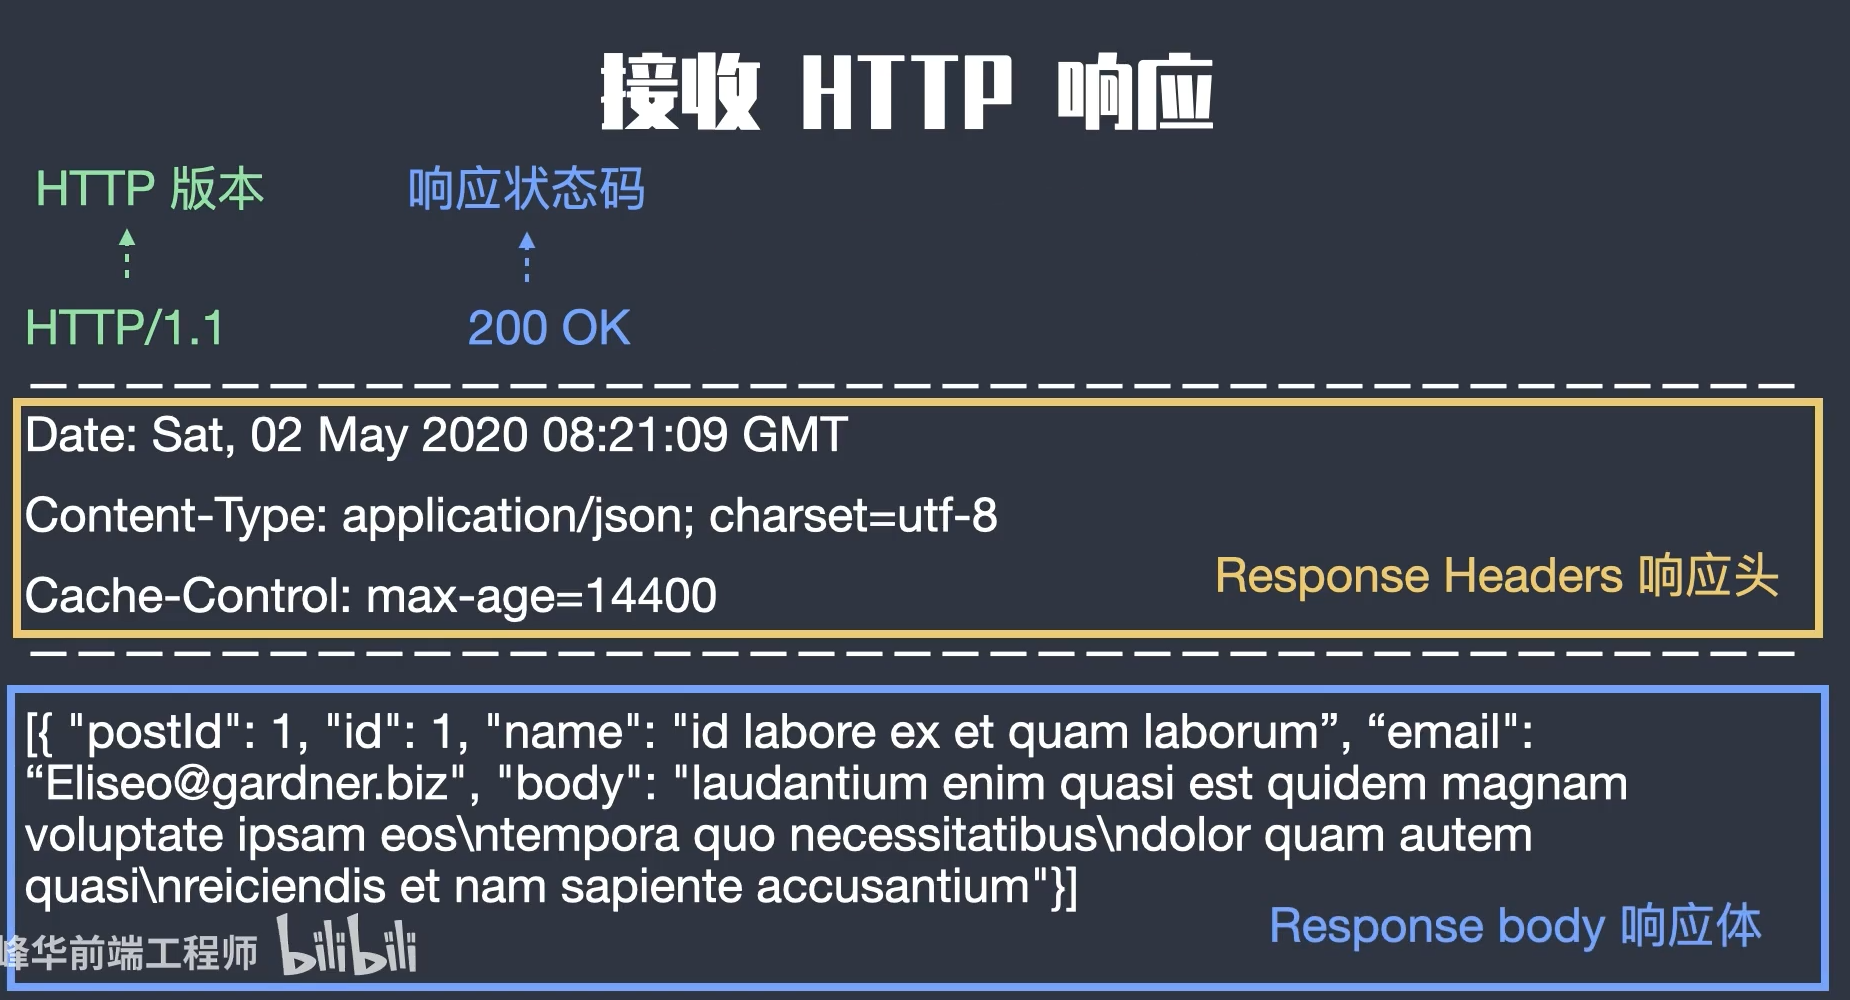 接收 HTTP 响应
HTTP 版本 响应状态码
HTTP/1.1 200 OK
Date: Sat, 02 May 2020 08:21:09 GMT
Content-Type: application/json; charset=utf-8
Cache-Control: max-age=14400
Response Headers 响应头
[{ "postId": 1, "id": 1, "name": "id labore ex et quam laborum”, “email":
“Eliseo@gardner.biz", "body": "laudantium enim quasi est quidem magnam
voluptate ipsam eos\ntempora quo necessitatibus\ndolor quam autem
quasi\nreiciendis et nam sapiente accusantium"}]
Response body 响应体
峰华前端工程师 bilibili